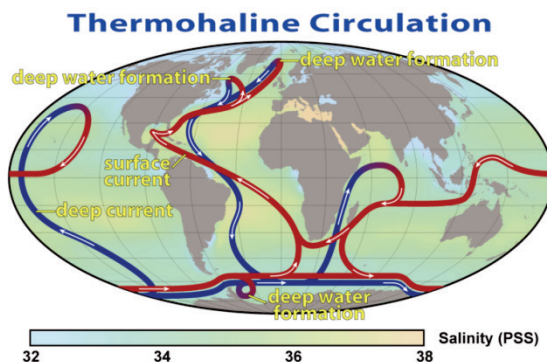 Thermohaline Circulation
deep water formation
deep water formation
surface
current
deep current
deep water
formation
Salinity (PSS)
32 34 36 38